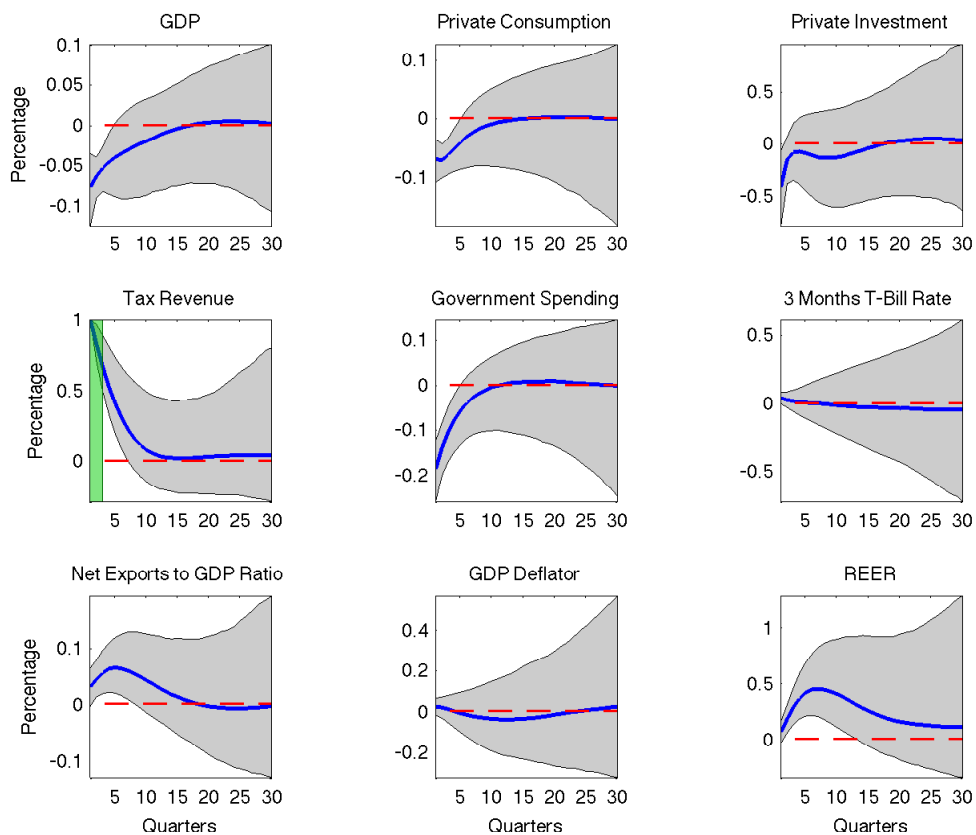 GDP
Private Consumption
Private Investment
Percentage
0.1
0.05
0
-0.05
-0.1
5 10 15 20 25 30
0.1
0
-0.1
5 10 15 20 25 30
0.5
0
-0.5
5 10 15 20 25 30
Tax Revenue
Government Spending
3 Months T-Bill Rate
Percentage
1
0.5
0
5 10 15 20 25 30
0.1
0
-0.1
-0.2
5 10 15 20 25 30
0.5
0
-0.5
5 10 15 20 25 30
Net Exports to GDP Ratio
GDP Deflator
REER
Percentage
0.1
0
-0.1
5 10 15 20 25 30
Quarters
0.4
0.2
0
-0.2
5 10 15 20 25 30
Quarters
1
0.5
0
5 10 15 20 25 30
Quarters